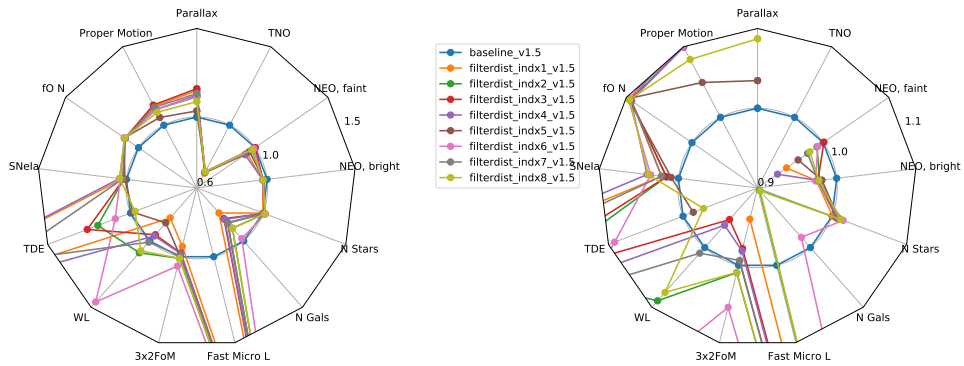 Parallax
TNO
Proper Motion
NEO, faint
fO N
1.5
1.0
SNeIa
NEO, bright
0.6
TDE
N Stars
WL
N Gals
3x2FoM
Fast Micro L
baseline_v1.5
filterdist_indx1_v1.5
filterdist_indx2_v1.5
filterdist_indx3_v1.5
filterdist_indx4_v1.5
filterdist_indx5_v1.5
filterdist_indx6_v1.5
filterdist_indx7_v1.5
filterdist_indx8_v1.5
Parallax
TNO
Proper Motion
NEO, faint
fO N
1.1
1.0
SNeIa
NEO, bright
0.9
TDE
N Stars
WL
N Gals
3x2FoM
Fast Micro L